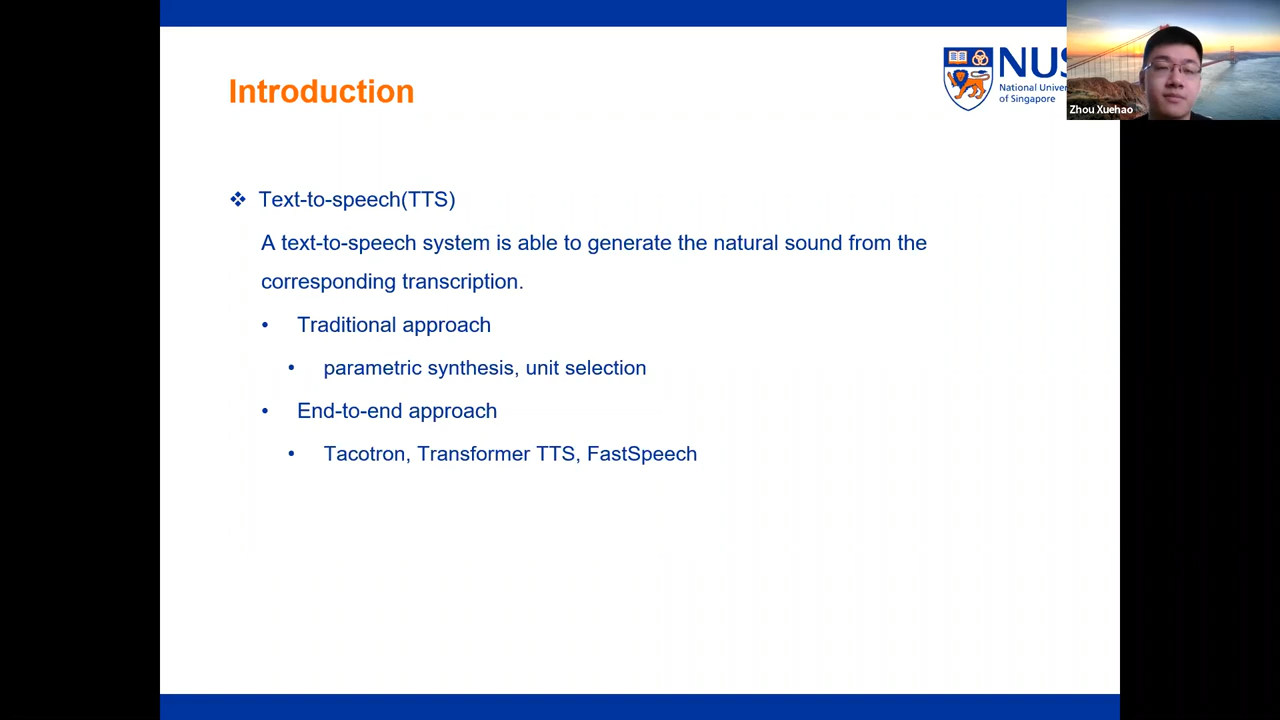 Introduction
NUS
National Univer
of Singapore
Zhou Xuehao
❖ Text-to-speech(TTS)
A text-to-speech system is able to generate the natural sound from the
corresponding transcription.
• Traditional approach
• parametric synthesis, unit selection
• End-to-end approach
• Tacotron, Transformer TTS, FastSpeech